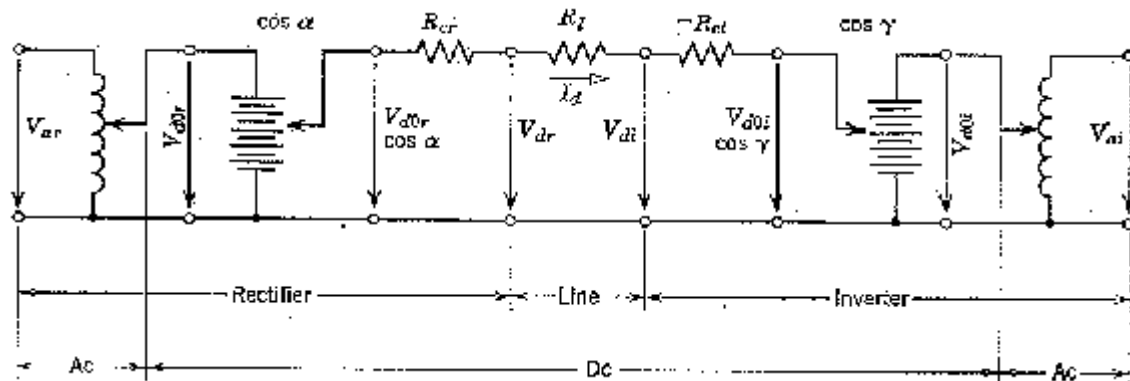 cos α
R_cr
R_l
−R_ci
cos γ
I_d
V_ar
V_d0r
V_d0r
cos α
V_dr
V_di
V_d0i
cos γ
V_d0i
V_ai
Rectifier
Line
Inverter
Ac
Dc
Ac